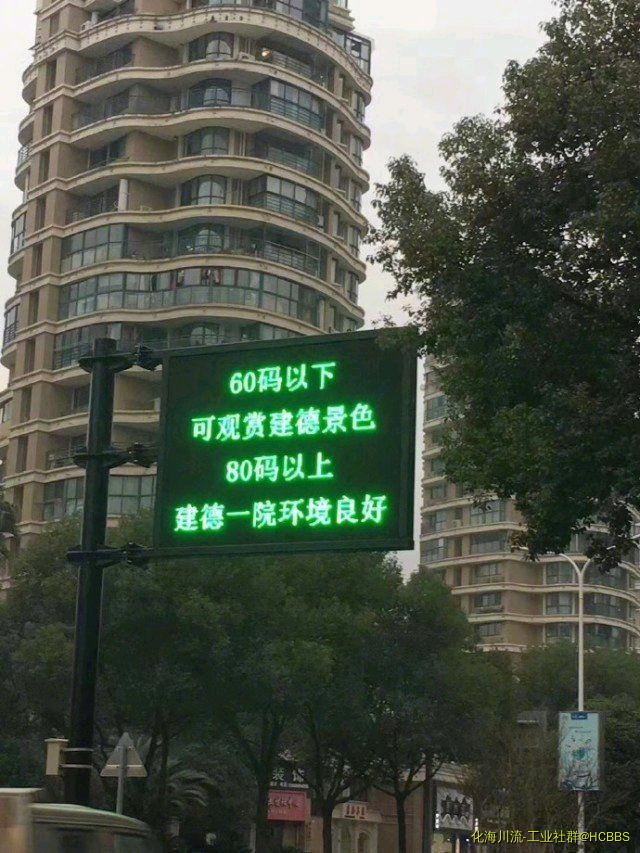 60码以下
可观赏建德景色
80码以上
建德一院环境良好
化海川流-工业社群@HCBBS